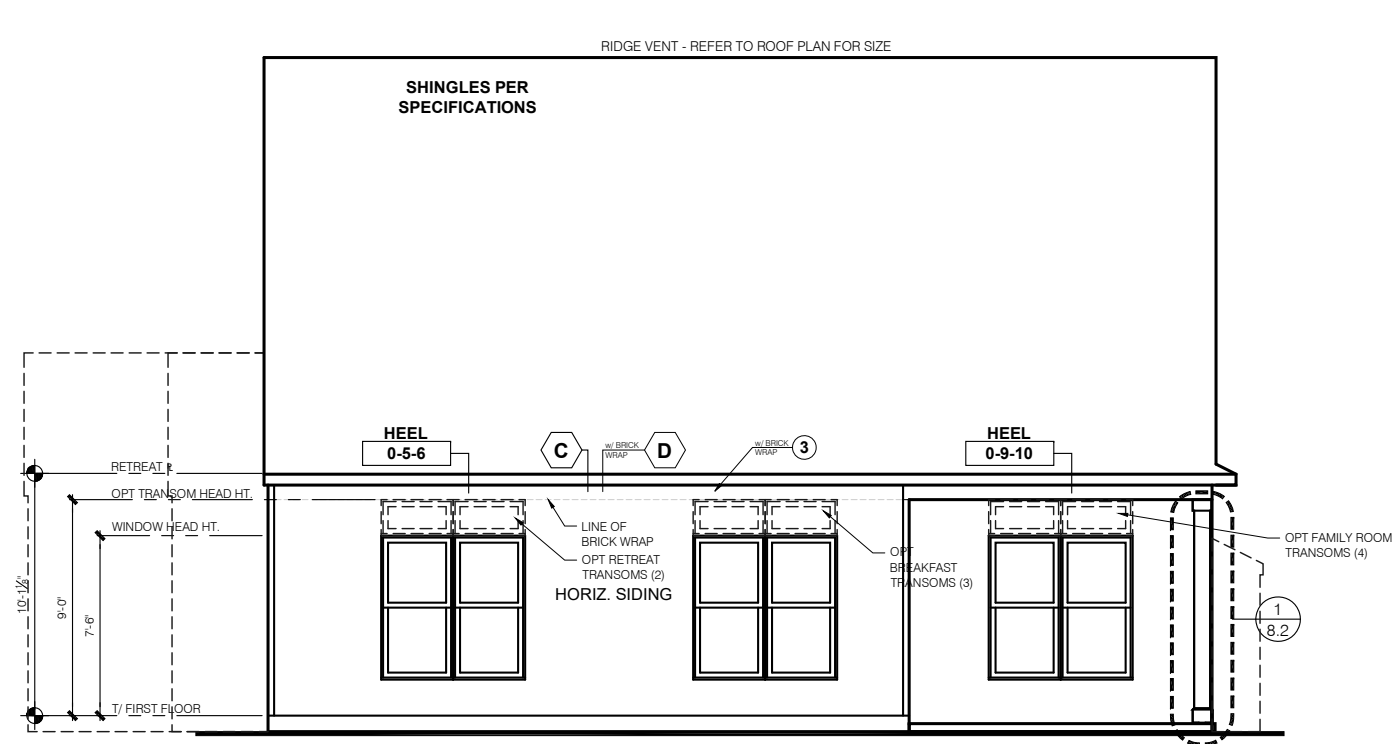 RIDGE VENT - REFER TO ROOF PLAN FOR SIZE
SHINGLES PER
SPECIFICATIONS
HEEL
0-5-6
C
w/ BRICK
WRAP
D
w/ BRICK
WRAP
3
HEEL
0-9-10
RETREAT
OPT TRANSOM HEAD HT.
WINDOW HEAD HT.
LINE OF
BRICK WRAP
OPT RETREAT
TRANSOMS (2)
HORIZ. SIDING
OPT
BREAKFAST
TRANSOMS (3)
OPT FAMILY ROOM
TRANSOMS (4)
10'-1⅛"
9'-0"
7'-6"
1
8.2
T/ FIRST FLOOR